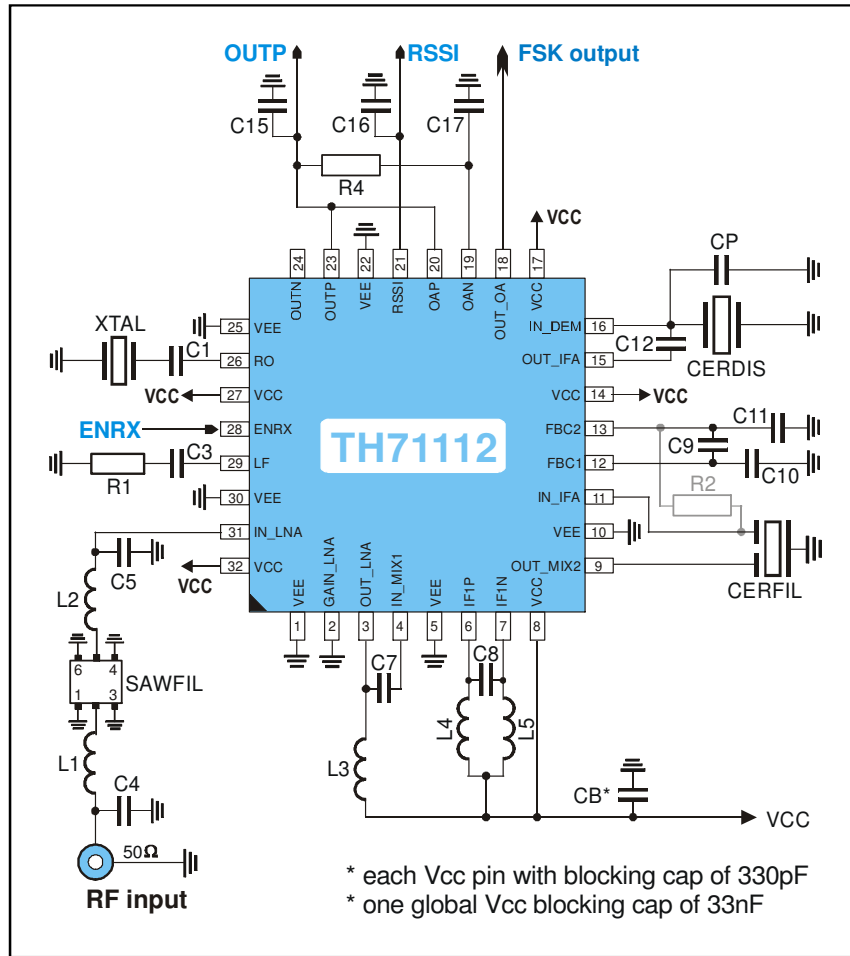 OUTP
RSSI
FSK output
C15
C16
C17
R4
VCC
24
23
22
21
20
19
18
17
OUTN
OUTP
VEE
RSSI
OAP
OAN
OUT_OA
VCC
CP
XTAL
C1
25
VEE
IN_DEM
16
26
RO
OUT_IFA
15
C12
CERDIS
VCC
27
VCC
VCC
14
VCC
ENRX
28
ENRX
FBC2
13
C11
C9
TH71112
C3
29
LF
FBC1
12
C10
R1
30
VEE
IN_IFA
11
R2
31
IN_LNA
VEE
10
VCC
32
VCC
OUT_MIX2
9
CERFIL
C5
L2
VEE
GAIN_LNA
OUT_LNA
IN_MIX1
VEE
IF1P
IF1N
VCC
1
2
3
4
5
6
7
8
6
4
1
3
SAWFIL
C7
C8
L1
L3
L4
L5
C4
CB*
VCC
50Ω
RF input
* each Vcc pin with blocking cap of 330pF
* one global Vcc blocking cap of 33nF